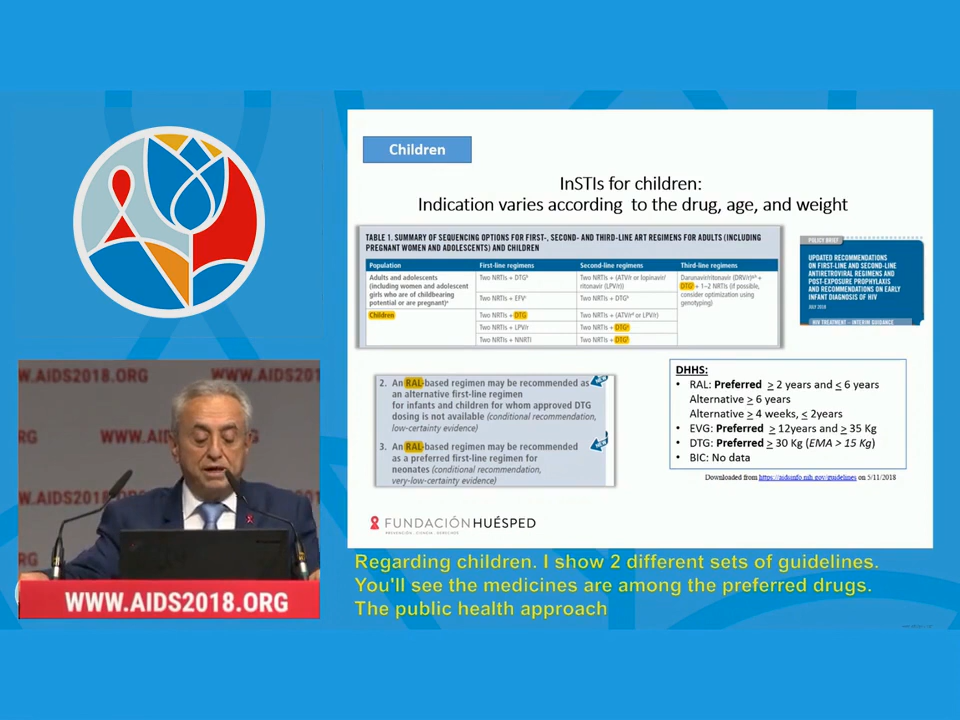 Children
InSTIs for children:
Indication varies according to the drug, age, and weight
TABLE 1. SUMMARY OF SEQUENCING OPTIONS FOR FIRST-, SECOND- AND THIRD-LINE ART REGIMENS FOR ADULTS (INCLUDING
PREGNANT WOMEN AND ADOLESCENTS) AND CHILDREN
Population First-line regimens Second-line regimens Third-line regimens
Adults and adolescents
(including women and adolescent
girls who are of childbearing
potential or are pregnant)ᵃ
Two NRTIs + DTGᵇ
Two NRTIs + (ATV/r or lopinavir/
ritonavir (LPV/r))
Two NRTIs + EFVᶜ
Two NRTIs + DTGᵇ
Darunavir/ritonavir (DRV/r)
DTG + 1–2 NRTIs (if possible,
consider optimization using
genotyping)
Children
Two NRTIs + DTG
Two NRTIs + (ATV/r or LPV/r)
Two NRTIs + LPV/r
Two NRTIs + DTG
Two NRTIs + NNRTI
Two NRTIs + DTG
POLICY BRIEF
UPDATED RECOMMENDATIONS
ON FIRST-LINE AND SECOND-LINE
ANTIRETROVIRAL REGIMENS AND
POST-EXPOSURE PROPHYLAXIS
AND RECOMMENDATIONS ON EARLY
INFANT DIAGNOSIS OF HIV
JULY 2018
HIV TREATMENT – INTERIM GUIDANCE
2. An RAL-based regimen may be recommended as
an alternative first-line regimen
for infants and children for whom approved DTG
dosing is not available (conditional recommendation,
low-certainty evidence)
3. An RAL-based regimen may be recommended
as a preferred first-line regimen for
neonates (conditional recommendation,
very-low-certainty evidence)
DHHS:
• RAL: Preferred ≥ 2 years and ≤ 6 years
Alternative ≥ 6 years
Alternative ≥ 4 weeks, ≤ 2years
• EVG: Preferred ≥ 12years and ≥ 35 Kg
• DTG: Preferred ≥ 30 Kg (EMA > 15 Kg)
• BIC: No data
Downloaded from https://aidsinfo.nih.gov/guidelines on 5/11/2018
FUNDACIÓN HUÉSPED
PREVENCIÓN CIENCIA DERECHOS
W.AIDS2018.ORG
WWW.AIDS20
RG
WWW.AIDS2018
W.AIDS2018.ORG
RG
WWW.AIDS2018.ORG
Regarding children. I show 2 different sets of guidelines.
You'll see the medicines are among the preferred drugs.
The public health approach